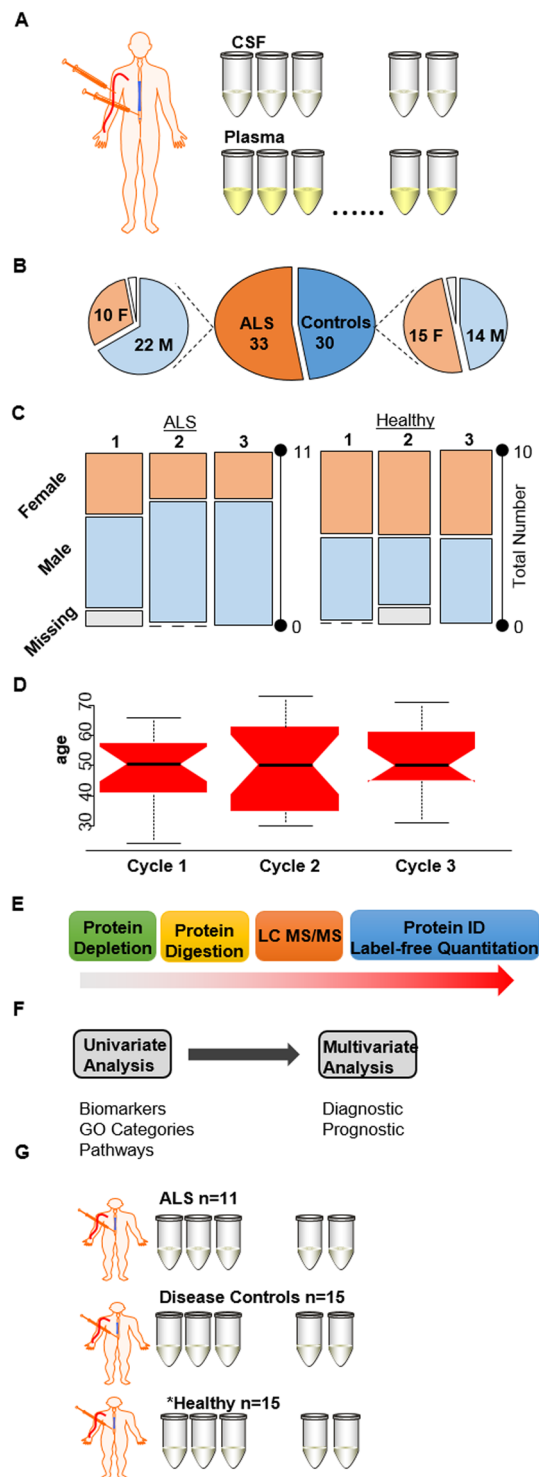 A
CSF
Plasma
......
B
10 F
22 M
ALS
33
Controls
30
15 F
14 M
C
ALS
Healthy
1 2 3
1 2 3
11
10
Female
Male
Missing
Total Number
0
0
D
age
70
60
50
40
30
Cycle 1
Cycle 2
Cycle 3
E
Protein
Depletion
Protein
Digestion
LC MS/MS
Protein ID
Label-free Quantitation
F
Univariate
Analysis
Multivariate
Analysis
Biomarkers
GO Categories
Pathways
Diagnostic
Prognostic
G
ALS n=11
Disease Controls n=15
*Healthy n=15